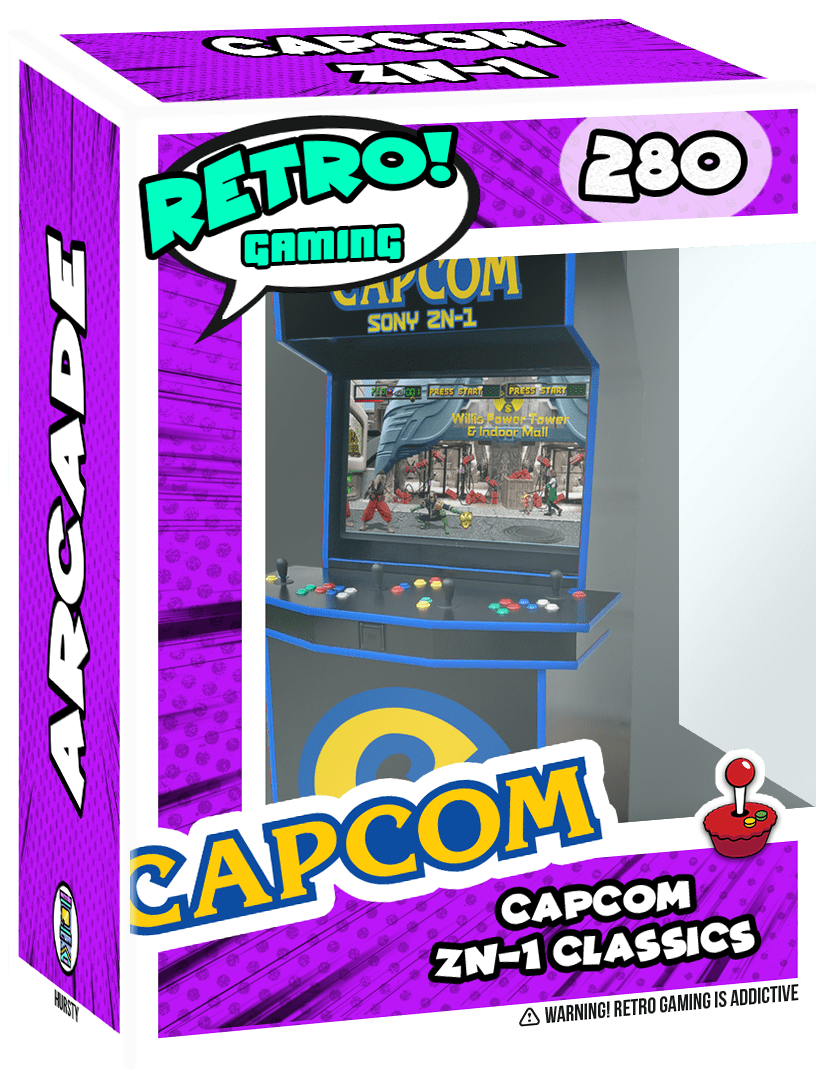 CAPCOM
ZN-1
RETRO!
GAMING
280
ARCADE
CAPCOM
SONY ZN-1
PRESS START
PRESS START
Willis Power Tower
& Indoor Mall
CAPCOM
CAPCOM
ZN-1 CLASSICS
WARNING! RETRO GAMING IS ADDICTIVE
HURSTY